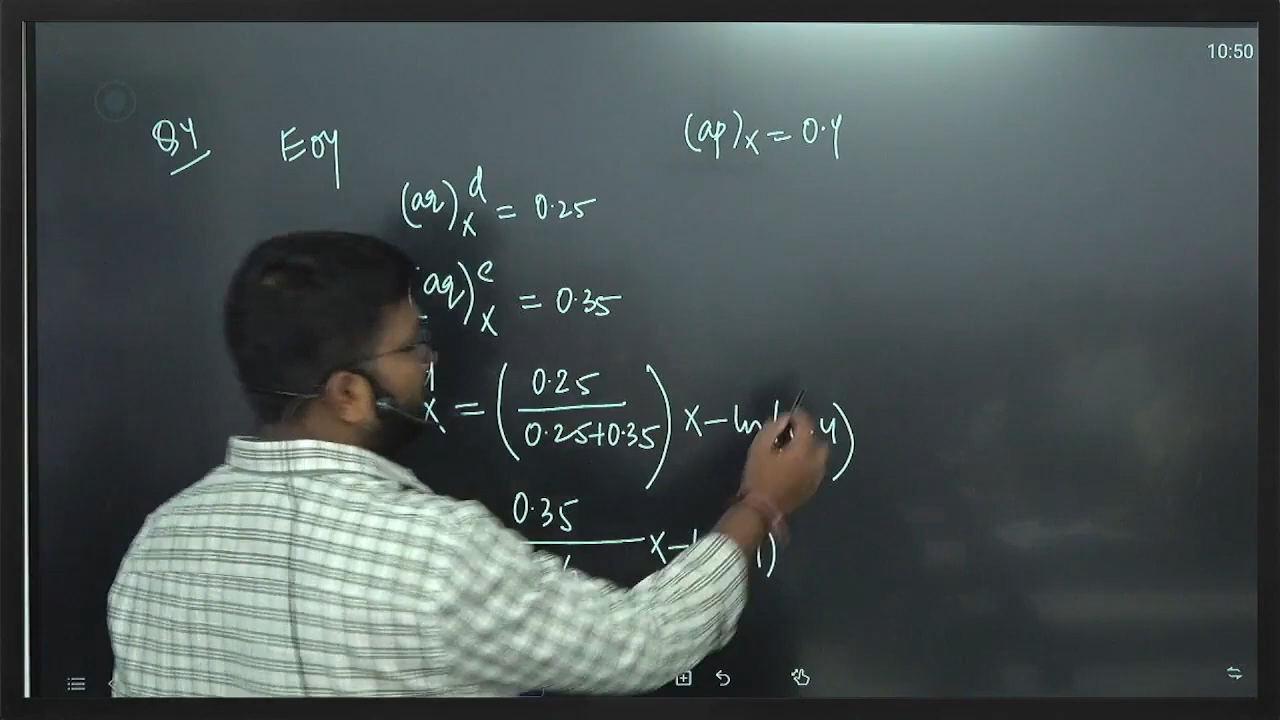 10:50
Q4 EOY (ap)x = 0.4
(aq)x^d = 0.25
(aq)x^e = 0.35
x = (0.25 / 0.25+0.35) x - ln(0.4)
0.35 x -